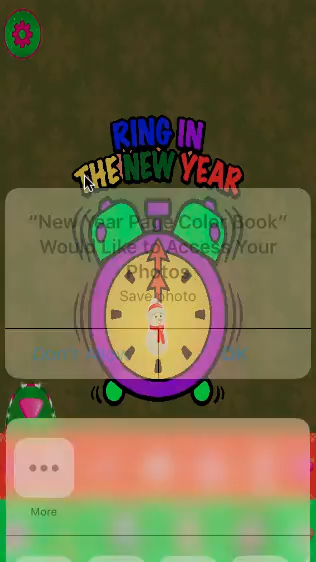 RING IN
THE NEW YEAR
“New Year Page Color Book”
Would Like to Access Your
Photos
Save photo
Don't Allow
OK
More